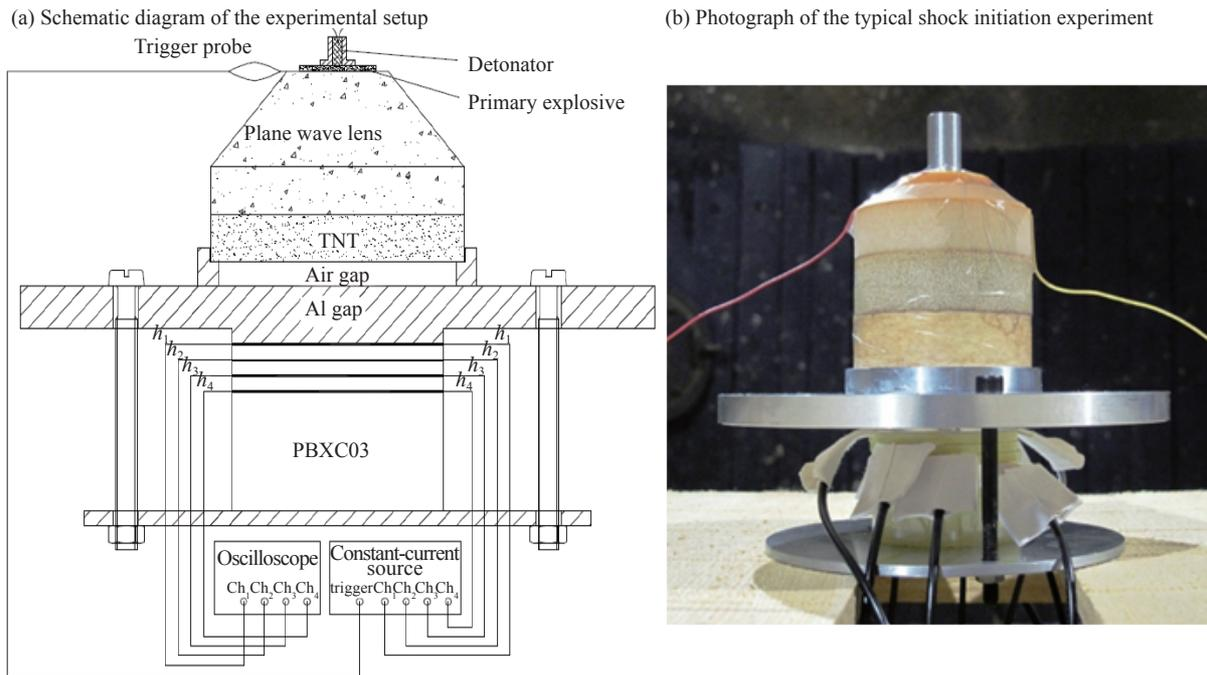 (a) Schematic diagram of the experimental setup
Trigger probe
Detonator
Primary explosive
Plane wave lens
TNT
Air gap
Al gap
h1
h2
h3
h4
h1
h2
h3
h4
PBXC03
Oscilloscope
Ch1 Ch2 Ch3 Ch4
Constant-current
source
trigger Ch1 Ch2 Ch3 Ch4
(b) Photograph of the typical shock initiation experiment